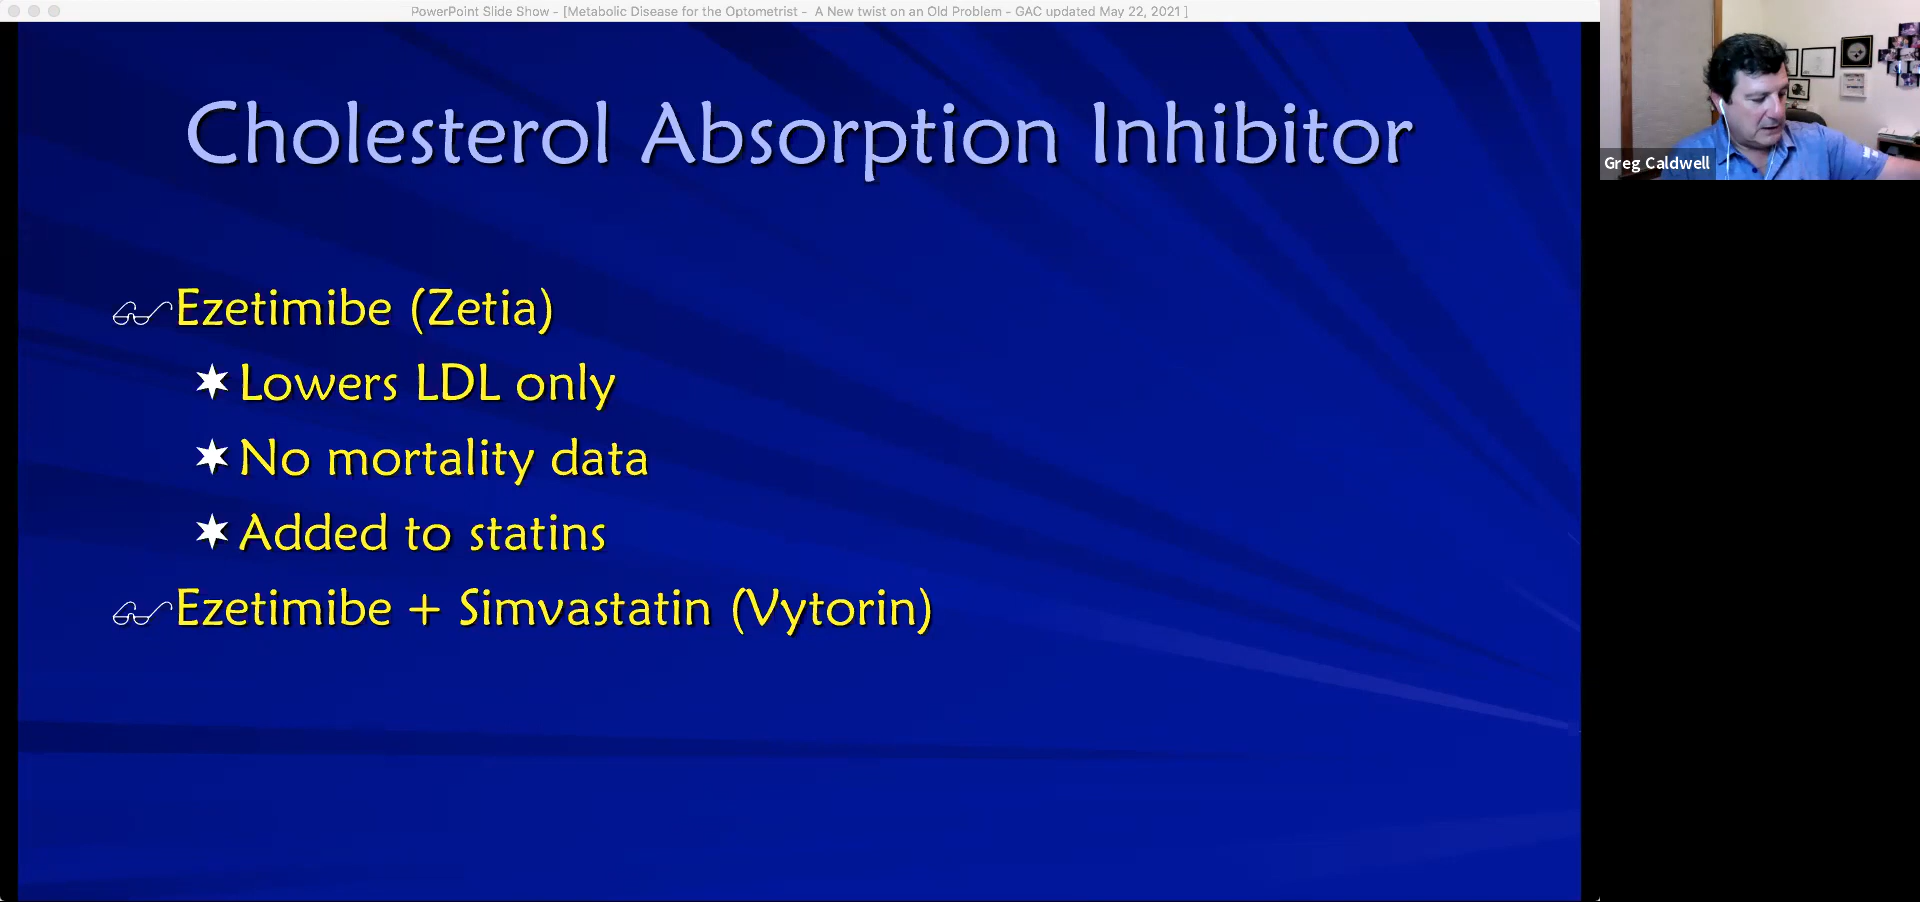 PowerPoint Slide Show - [Metabolic Disease for the Optometrist - A New twist on an Old Problem - GAC updated May 22, 2021 ]
Cholesterol Absorption Inhibitor
Ezetimibe (Zetia)
Lowers LDL only
No mortality data
Added to statins
Ezetimibe + Simvastatin (Vytorin)
Greg Caldwell